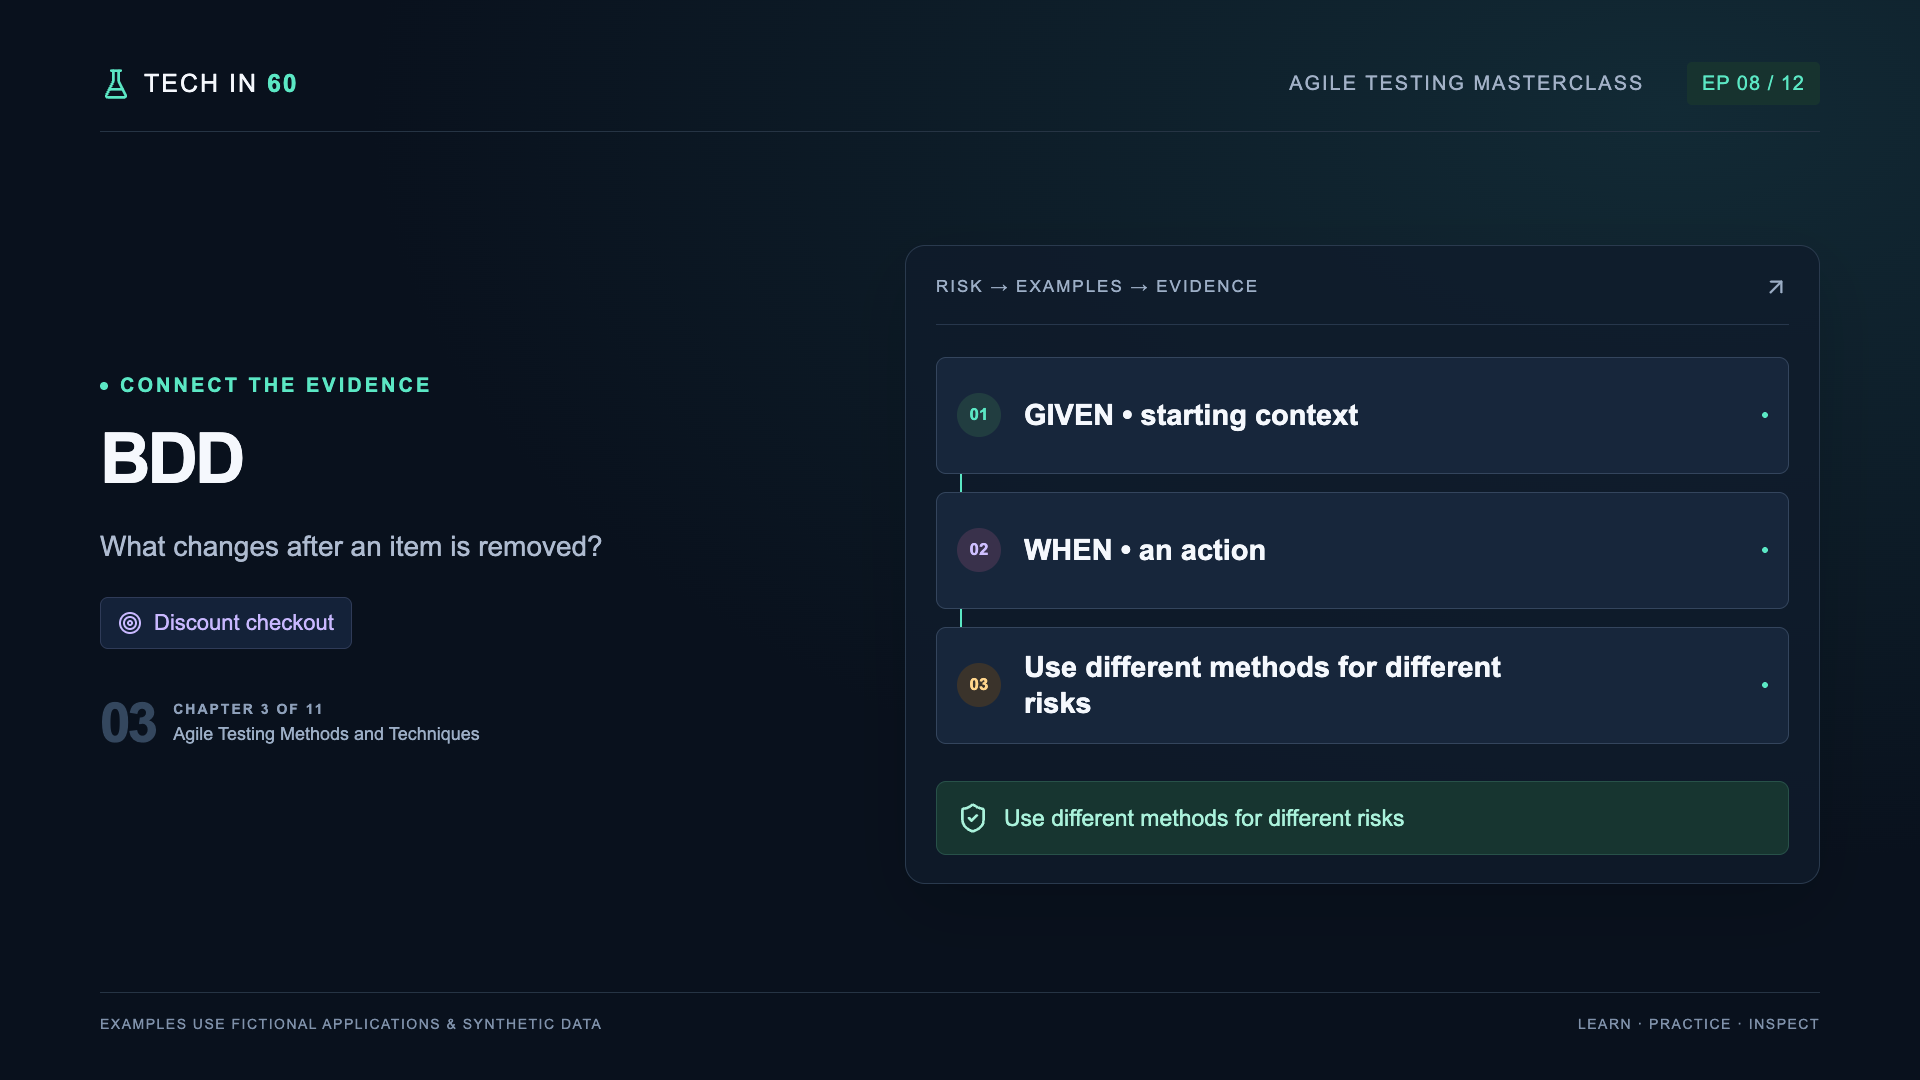 TECH IN 60
AGILE TESTING MASTERCLASS
EP 08 / 12
• CONNECT THE EVIDENCE
BDD
What changes after an item is removed?
Discount checkout
03
CHAPTER 3 OF 11
Agile Testing Methods and Techniques
RISK → EXAMPLES → EVIDENCE
01
GIVEN • starting context
02
WHEN • an action
03
Use different methods for different
risks
Use different methods for different risks
EXAMPLES USE FICTIONAL APPLICATIONS & SYNTHETIC DATA
LEARN · PRACTICE · INSPECT